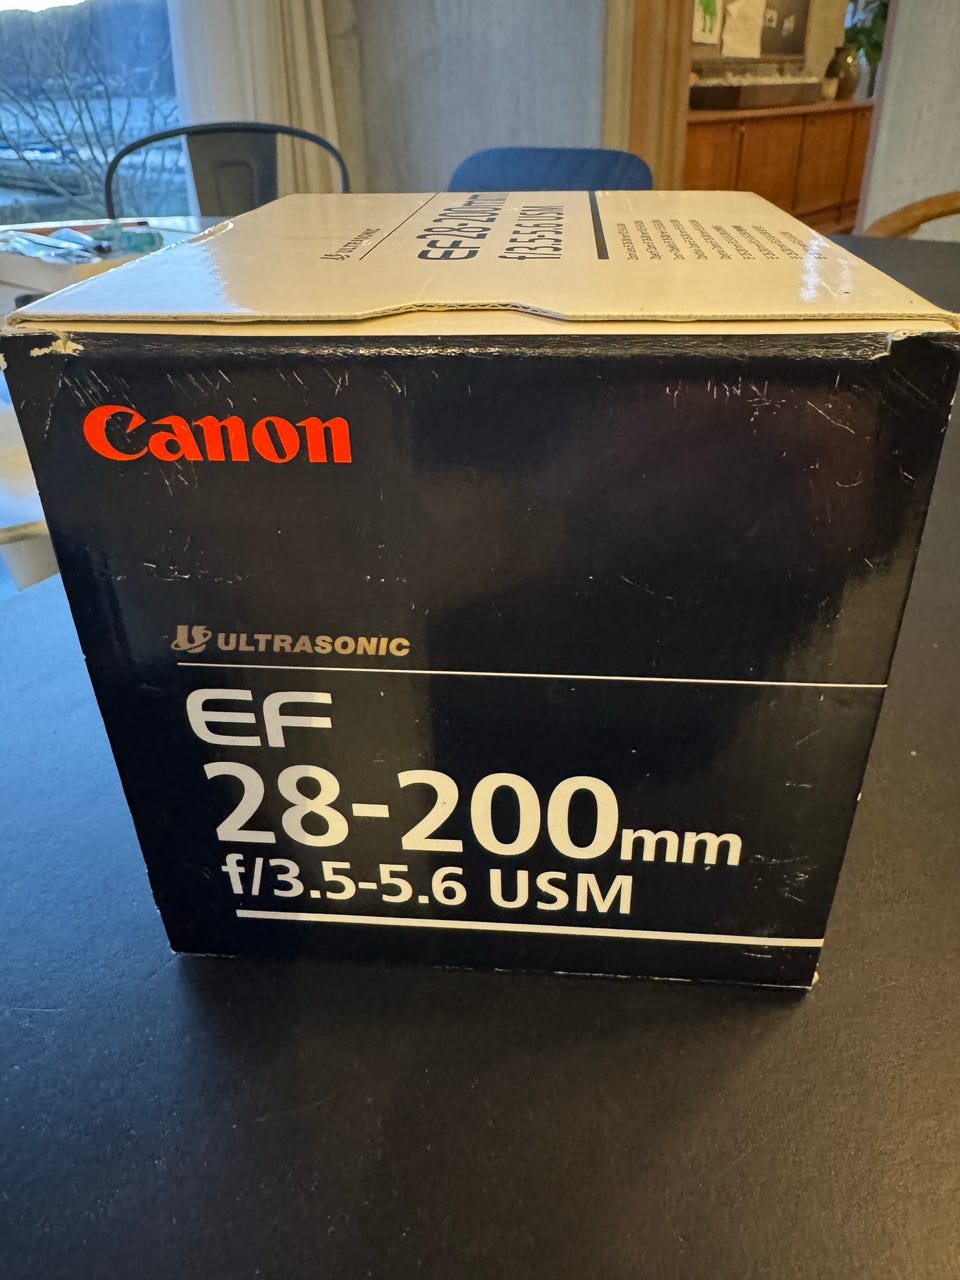 ULTRASONIC
EF 28-200mm
f/3.5-5.6 USM
Canon
ULTRASONIC
EF
28-200mm
f/3.5-5.6 USM